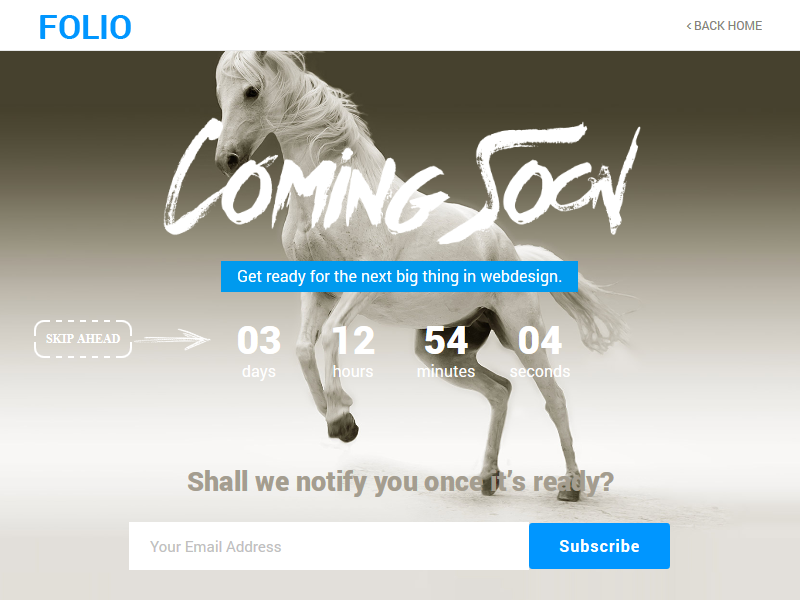 FOLIO
< BACK HOME
COMING SOON
Get ready for the next big thing in webdesign.
SKIP AHEAD
03 12 54 04
days hours minutes seconds
Shall we notify you once it’s ready?
Your Email Address
Subscribe